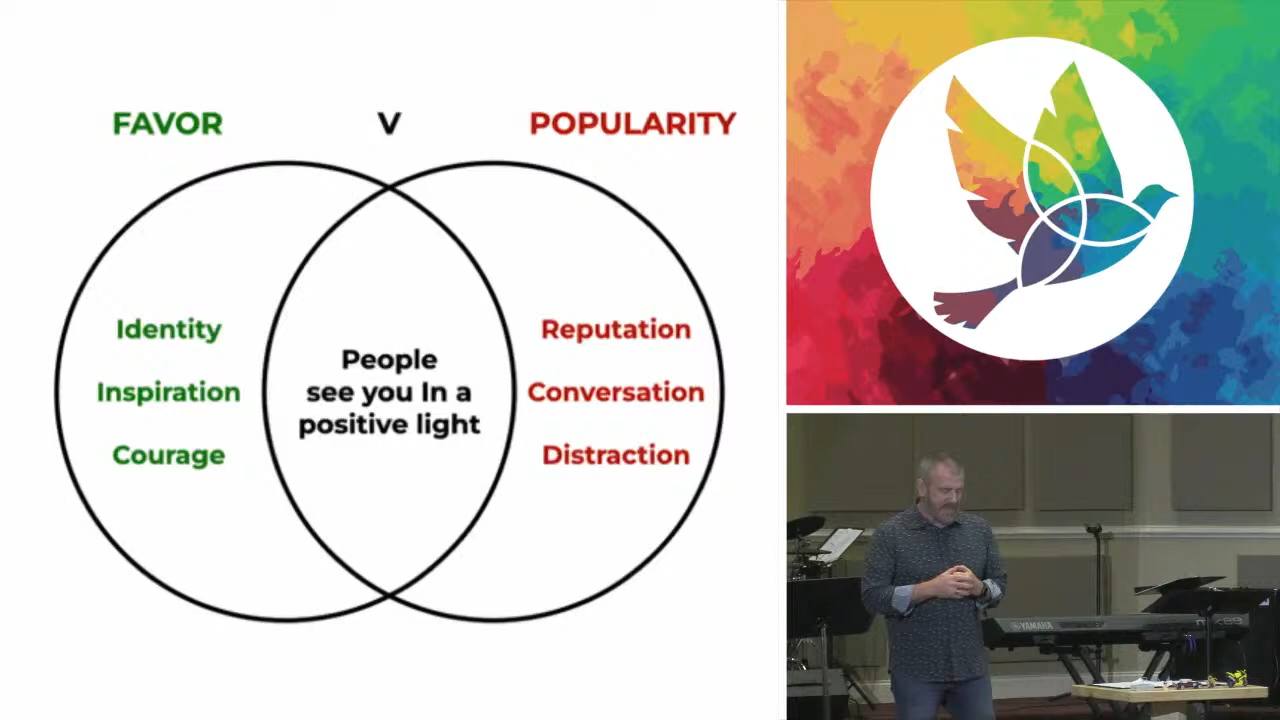 FAVOR V POPULARITY
Identity
Inspiration
Courage
People
see you In a
positive light
Reputation
Conversation
Distraction
YAMAHA